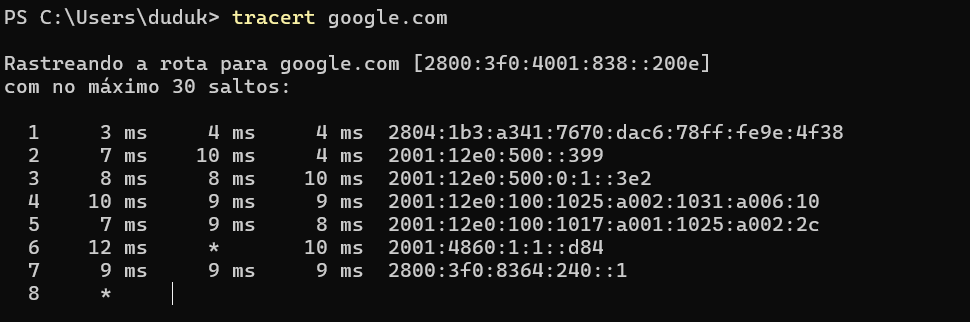 PS C:\Users\duduk> tracert google.com
Rastreando a rota para google.com [2800:3f0:4001:838::200e]
com no máximo 30 saltos:
1 3 ms 4 ms 4 ms 2804:1b3:a341:7670:dac6:78ff:fe9e:4f38
2 7 ms 10 ms 4 ms 2001:12e0:500::399
3 8 ms 8 ms 10 ms 2001:12e0:500:0:1::3e2
4 10 ms 9 ms 9 ms 2001:12e0:100:1025:a002:1031:a006:10
5 7 ms 9 ms 8 ms 2001:12e0:100:1017:a001:1025:a002:2c
6 12 ms * 10 ms 2001:4860:1:1::d84
7 9 ms 9 ms 9 ms 2800:3f0:8364:240::1
8 *